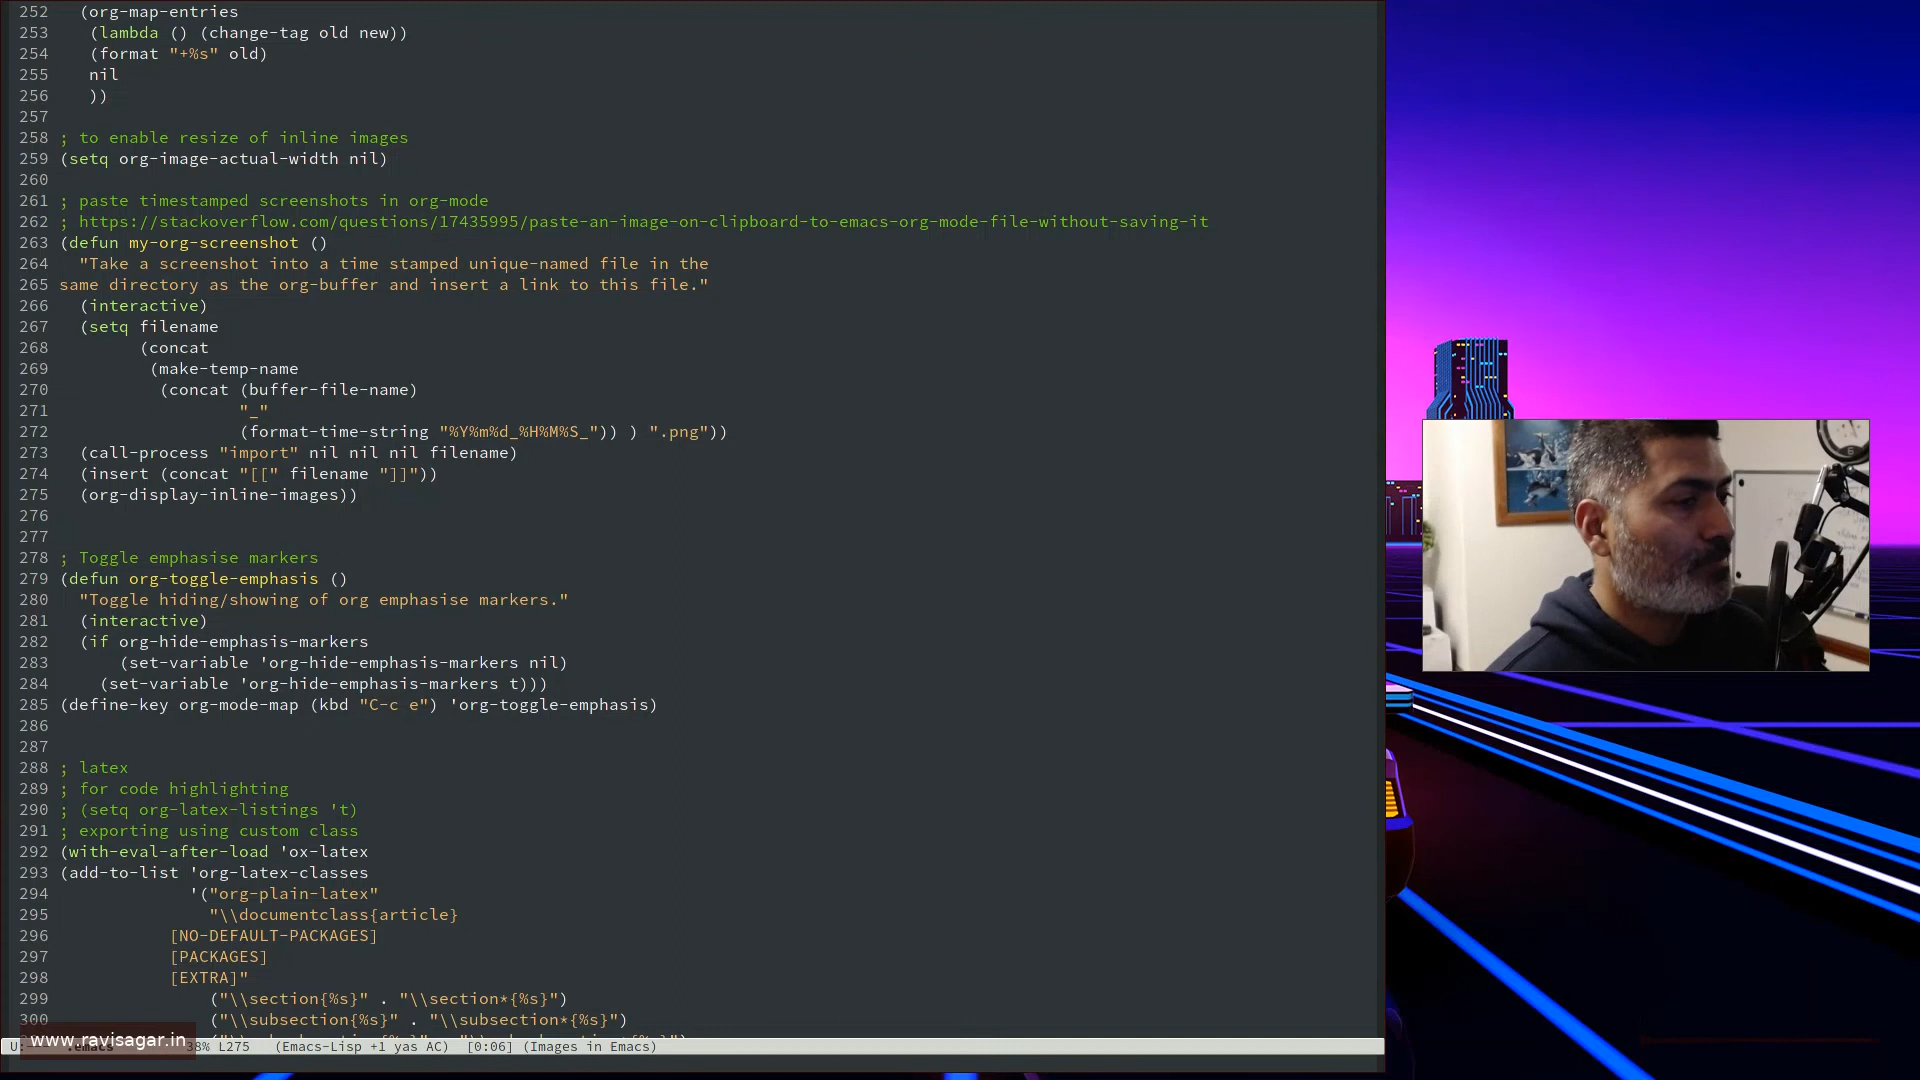 252 (org-map-entries
253 (lambda () (change-tag old new))
254 (format "+%s" old)
255 nil
256 ))
257
258 ; to enable resize of inline images
259 (setq org-image-actual-width nil)
260
261 ; paste timestamped screenshots in org-mode
262 ; https://stackoverflow.com/questions/17435995/paste-an-image-on-clipboard-to-emacs-org-mode-file-without-saving-it
263 (defun my-org-screenshot ()
264 "Take a screenshot into a time stamped unique-named file in the
265 same directory as the org-buffer and insert a link to this file."
266 (interactive)
267 (setq filename
268 (concat
269 (make-temp-name
270 (concat (buffer-file-name)
271 "_"
272 (format-time-string "%Y%m%d_%H%M%S_")) ) ".png"))
273 (call-process "import" nil nil nil filename)
274 (insert (concat "[[" filename "]]"))
275 (org-display-inline-images))
276
277
278 ; Toggle emphasise markers
279 (defun org-toggle-emphasis ()
280 "Toggle hiding/showing of org emphasise markers."
281 (interactive)
282 (if org-hide-emphasis-markers
283 (set-variable 'org-hide-emphasis-markers nil)
284 (set-variable 'org-hide-emphasis-markers t)))
285 (define-key org-mode-map (kbd "C-c e") 'org-toggle-emphasis)
286
287
288 ; latex
289 ; for code highlighting
290 ; (setq org-latex-listings 't)
291 ; exporting using custom class
292 (with-eval-after-load 'ox-latex
293 (add-to-list 'org-latex-classes
294 '("org-plain-latex"
295 "\\documentclass{article}
296 [NO-DEFAULT-PACKAGES]
297 [PACKAGES]
298 [EXTRA]"
299 ("\\section{%s}" . "\\section*{%s}")
300 ("\\subsection{%s}" . "\\subsection*{%s}")
www.ravisagar.in
38% L275 (Emacs-Lisp +1 yas AC) [0:06] (Images in Emacs)